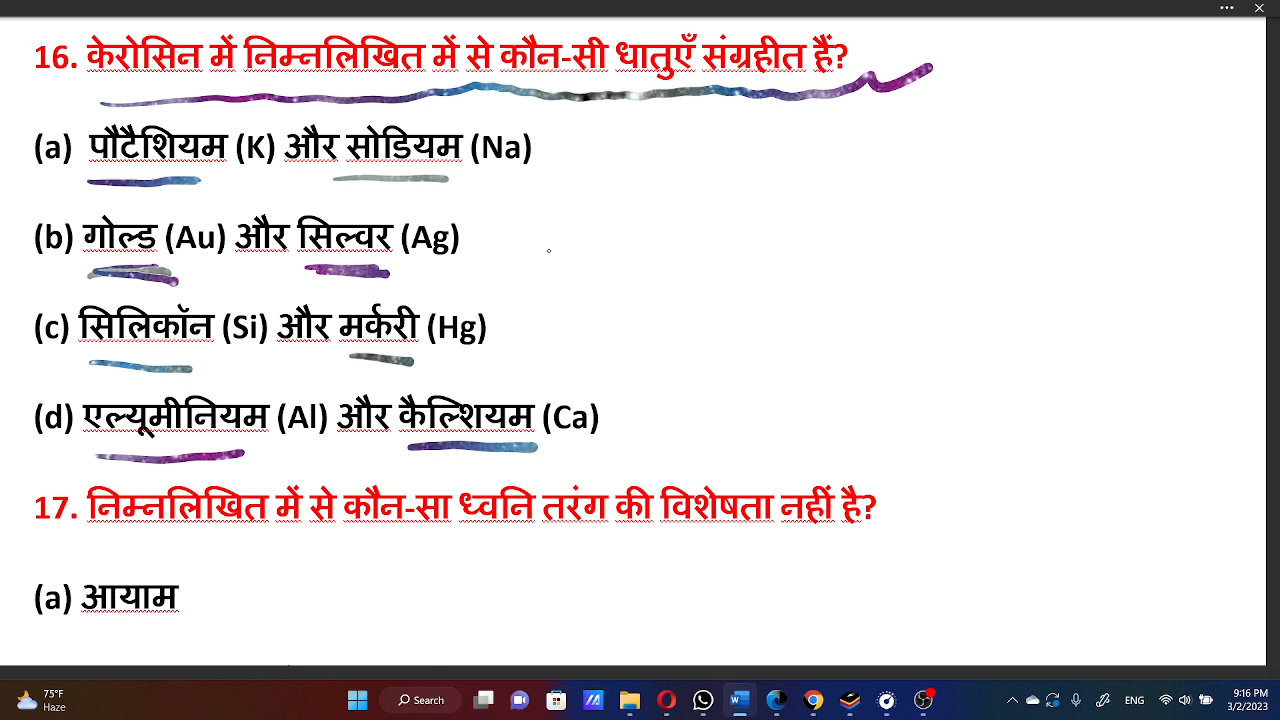 16. केरोसिन में निम्नलिखित में से कौन-सी धातुएँ संग्रहीत हैं?
(a) पौटैशियम (K) और सोडियम (Na)
(b) गोल्ड (Au) और सिल्वर (Ag)
(c) सिलिकॉन (Si) और मर्करी (Hg)
(d) एल्यूमीनियम (Al) और कैल्शियम (Ca)
17. निम्नलिखित में से कौन-सा ध्वनि तरंग की विशेषता नहीं है?
(a) आयाम
75°F
Haze
Search
ENG
9:16 PM
3/2/2023